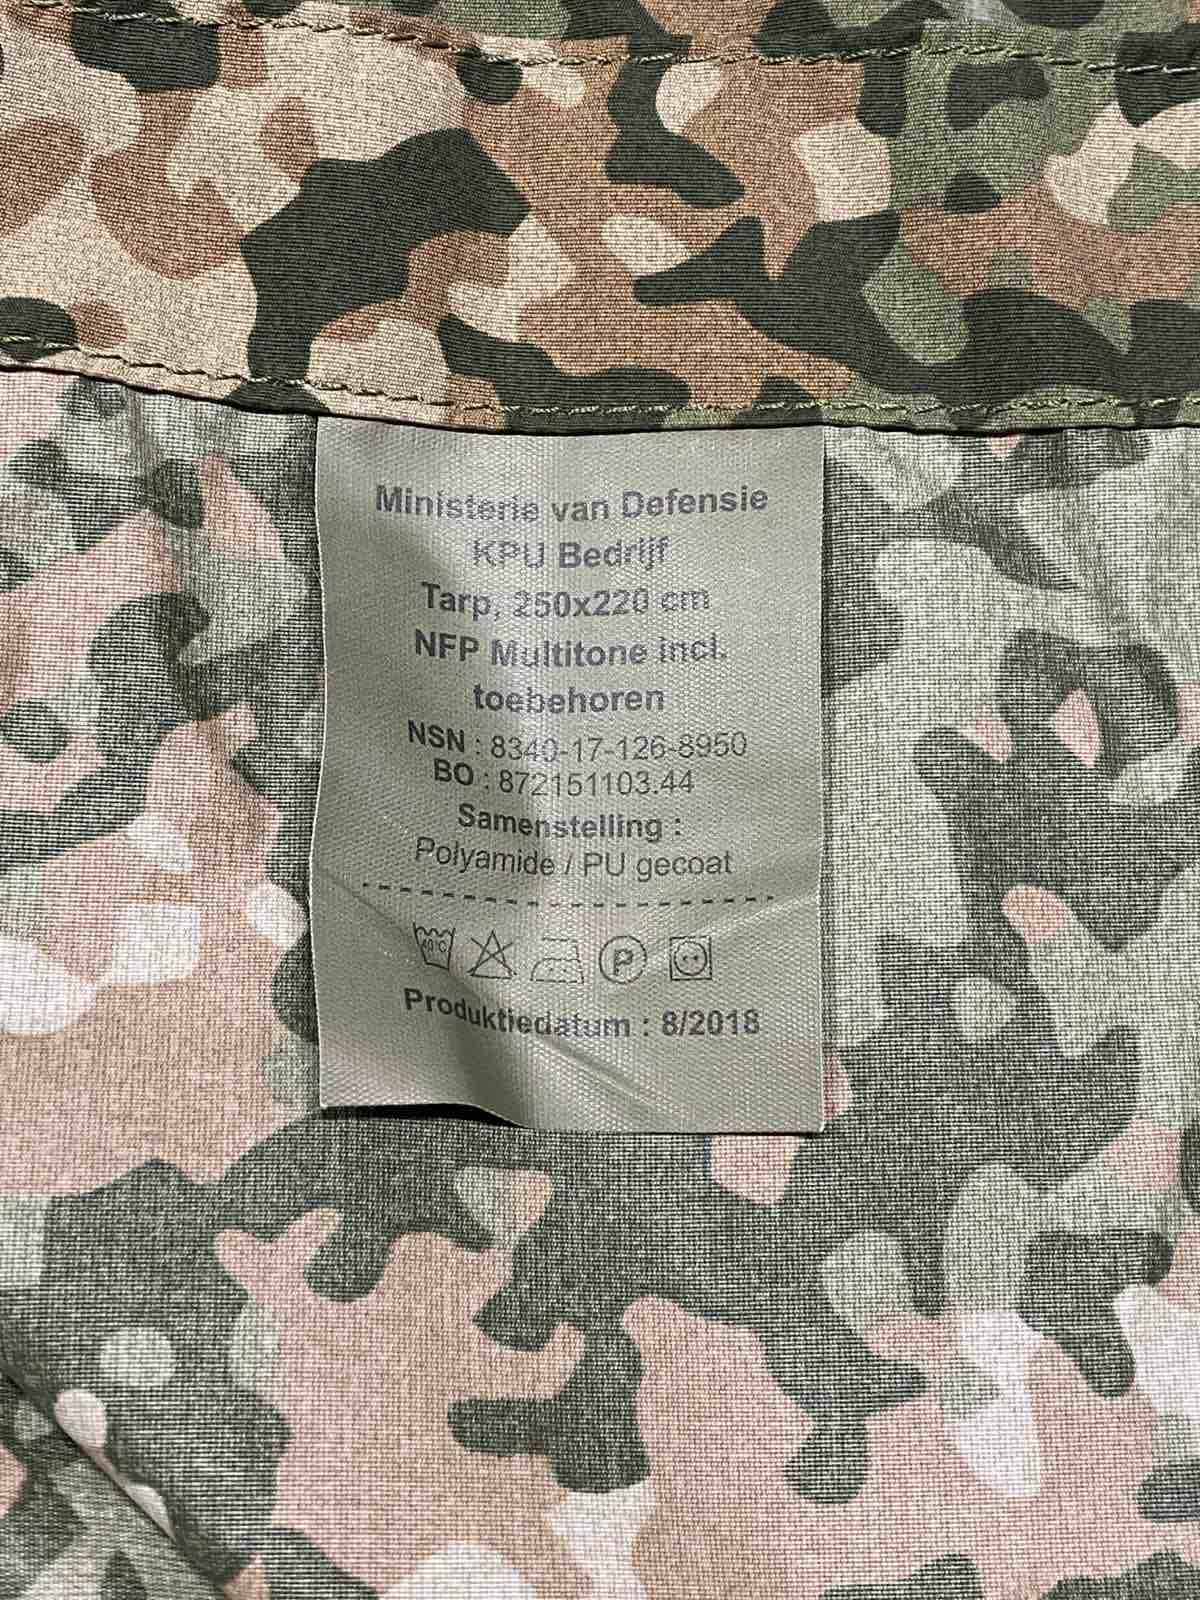 Ministerie van Defensie
KPU Bedrijf
Tarp, 250x220 cm
NFP Multitone incl.
toebehoren
NSN : 8340-17-126-8950
BO : 872151103.44
Samenstelling :
Polyamide / PU gecoat
40°C P
Produktiedatum : 8/2018